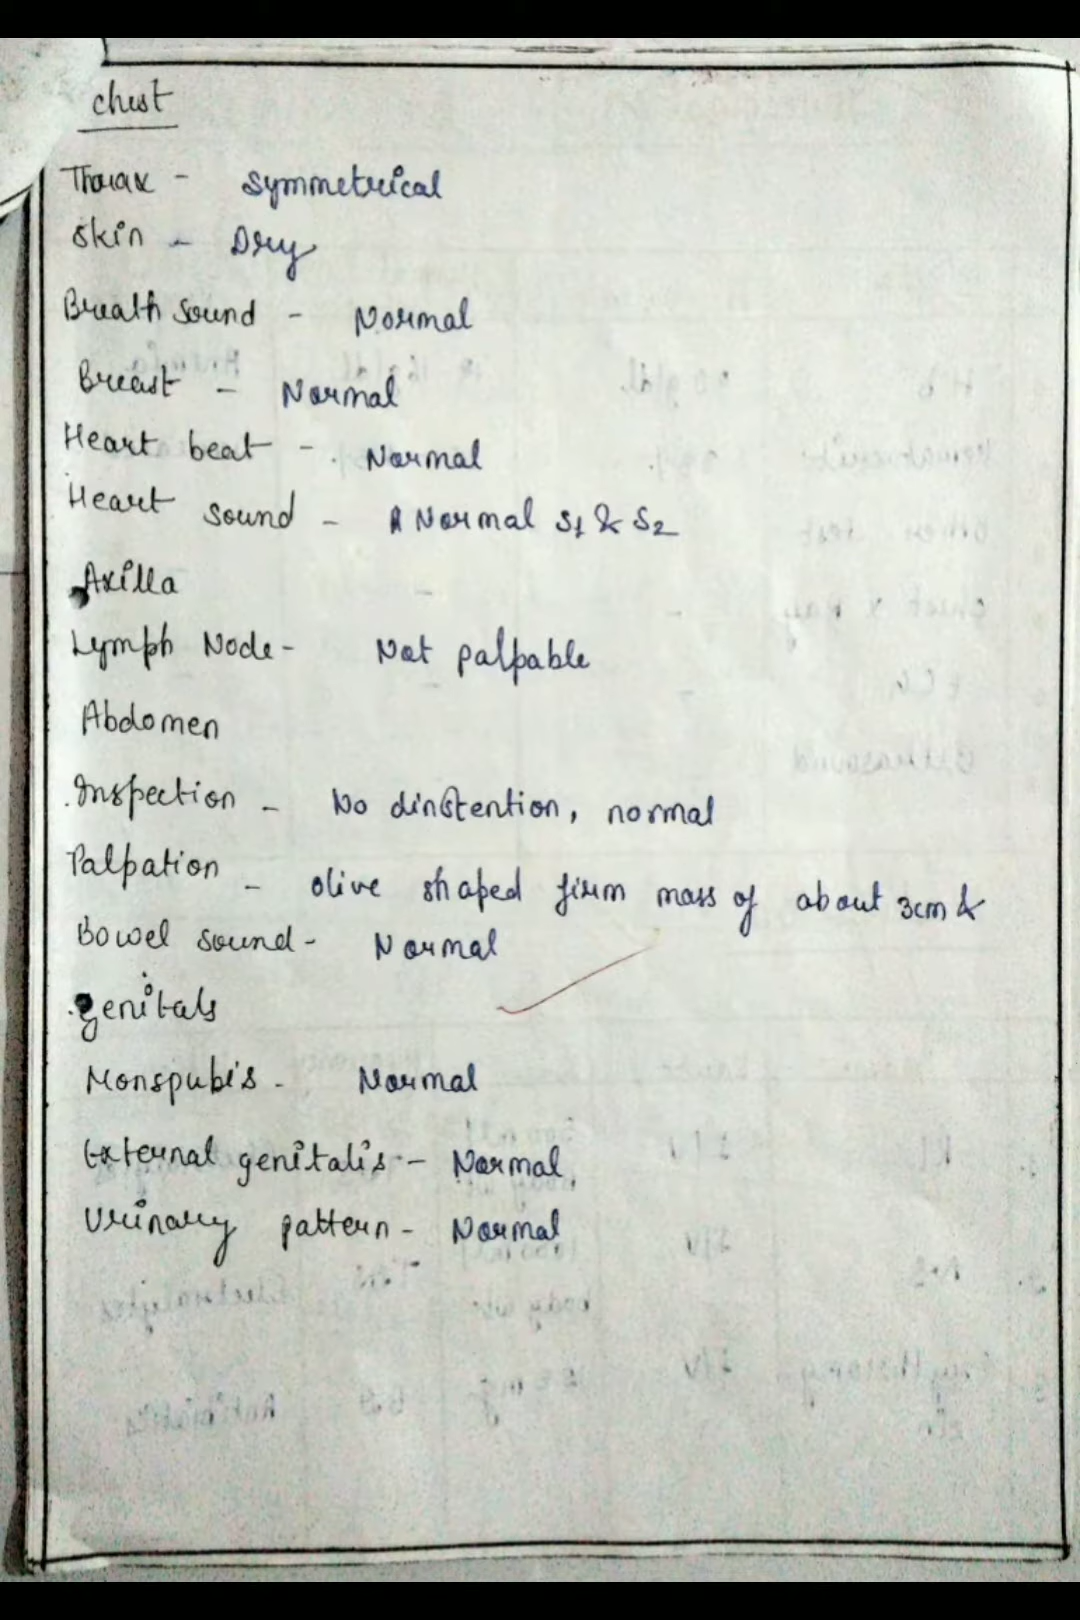 chest
Thorax - Symmetrical
Skin - Dry
Breath sound - Normal
Breast - Normal
Heart beat - Normal
Heart sound - Normal S1 & S2
Axilla
Lymph Node - Not palpable
Abdomen
Inspection - No dinstention, normal
Palpation - olive shaped firm mass of about 3cm &
Bowel sound - Normal
genitals
Monspubis - Normal
External genitalis - Normal
Urinary pattern - Normal